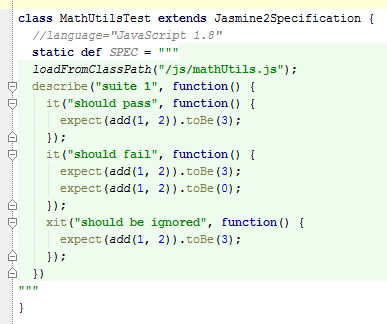 class MathUtilsTest extends Jasmine2Specification {
  //language="JavaScript 1.8"
  static def SPEC = """
  loadFromClassPath("/js/mathUtils.js");
  describe("suite 1", function() {
    it("should pass", function() {
      expect(add(1, 2)).toBe(3);
    });
    it("should fail", function() {
      expect(add(1, 2)).toBe(3);
      expect(add(1, 2)).toBe(0);
    });
    xit("should be ignored", function() {
      expect(add(1, 2)).toBe(3);
    });
  })
"""
}